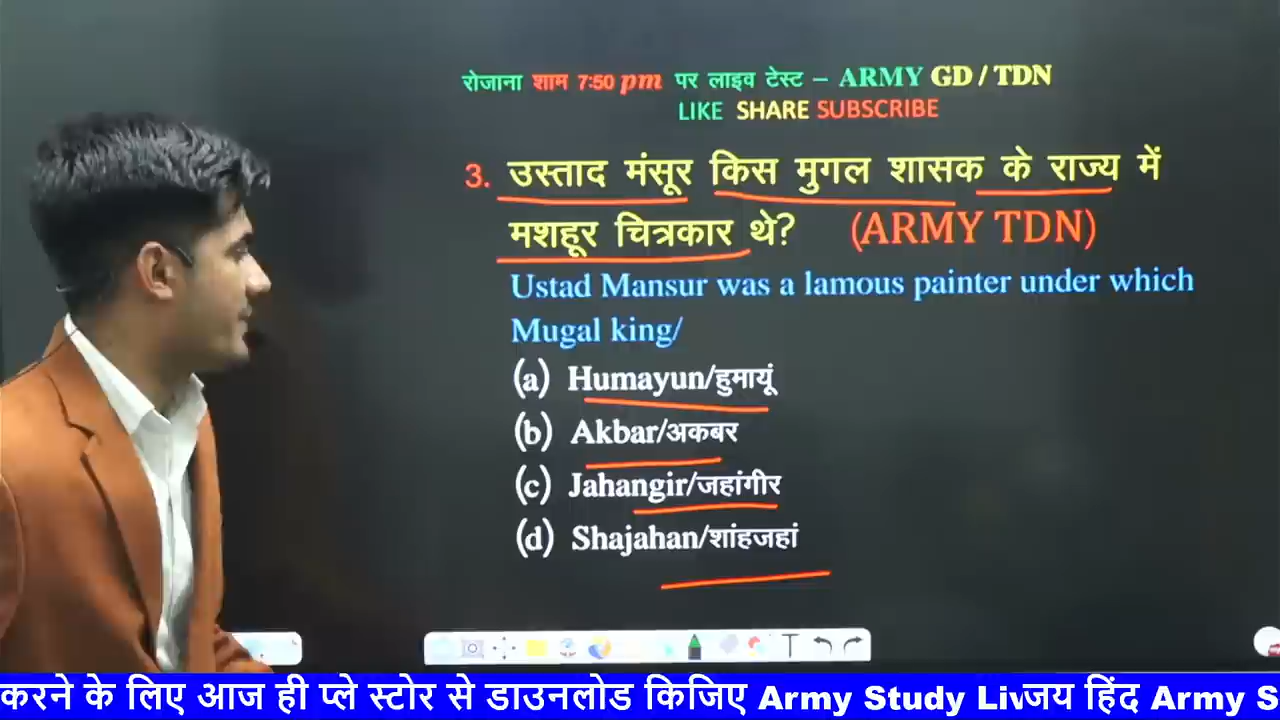 रोजाना शाम 7:50 pm पर लाइव टेस्ट – ARMY GD / TDN
LIKE SHARE SUBSCRIBE
3. उस्ताद मंसूर किस मुगल शासक के राज्य में
मशहूर चित्रकार थे? (ARMY TDN)
Ustad Mansur was a lamous painter under which
Mugal king/
(a) Humayun/हुमायूं
(b) Akbar/अकबर
(c) Jahangir/जहांगीर
(d) Shajahan/शांहजहां
करने के लिए आज ही प्ले स्टोर से डाउनलोड किजिए Army Study Liv जय हिंद Army S